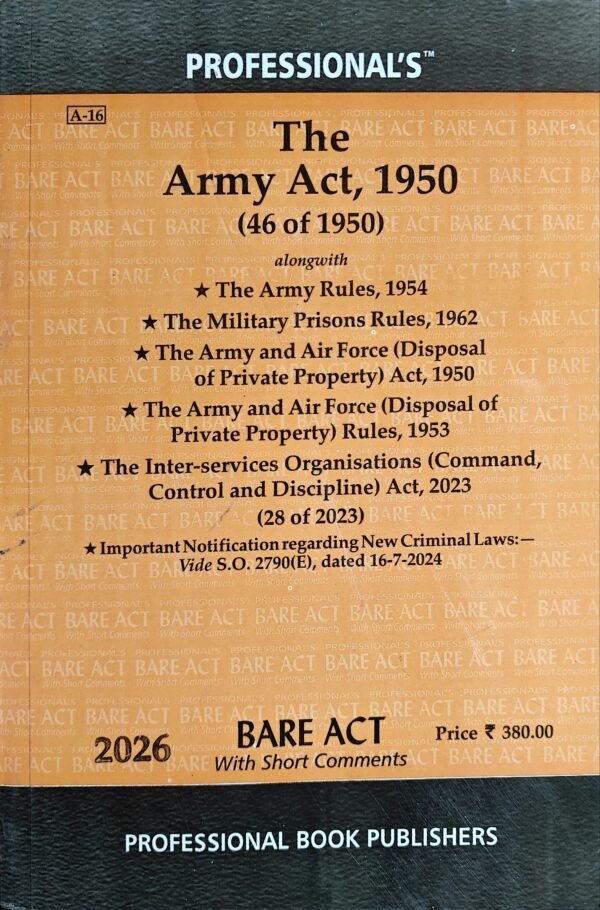 PROFESSIONAL'S™
A-16
The
Army Act, 1950
(46 of 1950)
alongwith
★ The Army Rules, 1954
★ The Military Prisons Rules, 1962
★ The Army and Air Force (Disposal
of Private Property) Act, 1950
★ The Army and Air Force (Disposal of
Private Property) Rules, 1953
★ The Inter-services Organisations (Command,
Control and Discipline) Act, 2023
(28 of 2023)
★ Important Notification regarding New Criminal Laws:—
Vide S.O. 2790(E), dated 16-7-2024
2026
BARE ACT
With Short Comments
Price ₹ 380.00
PROFESSIONAL BOOK PUBLISHERS